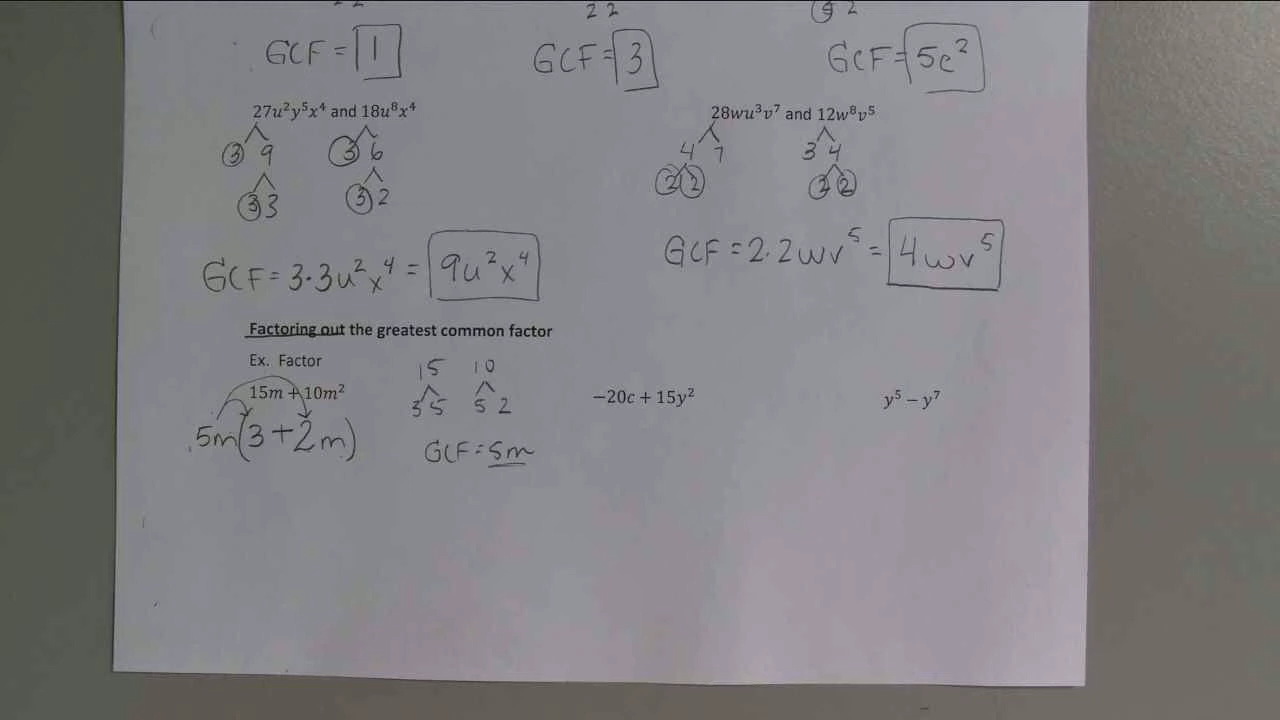 2 2
5 2
GCF = 1
GCF = 3
GCF = 5c²
27u²y⁵x⁴ and 18u⁸x⁴
28wu³v⁷ and 12w⁸v⁵
3 9
3 6
4 7
3 4
3 3
3 2
2 2
2 2
GCF = 3·3u²x⁴ = 9u²x⁴
GCF = 2·2wv⁵ = 4wv⁵
Factoring out the greatest common factor
Ex. Factor
15 10
15m + 10m²
3 5
5 2
−20c + 15y²
y⁵ − y⁷
5m(3 + 2m)
GCF = 5m